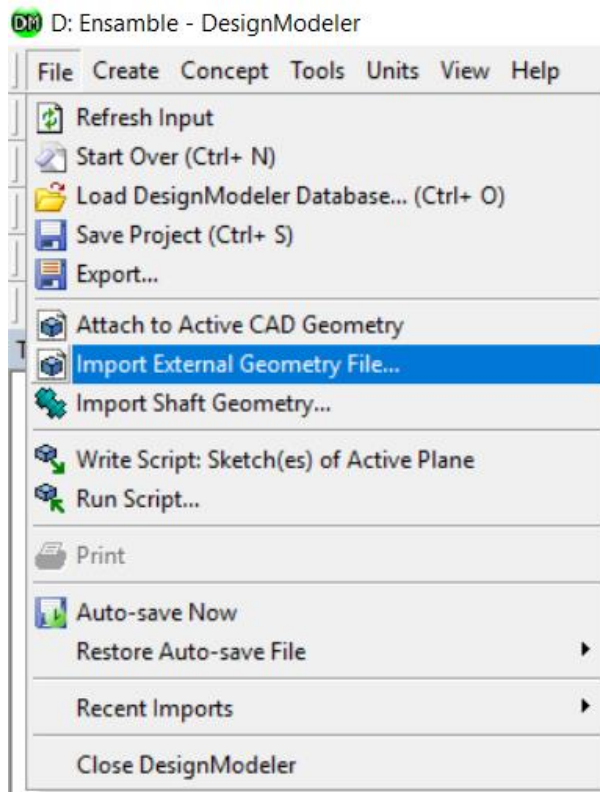 DM D: Ensamble - DesignModeler
File Create Concept Tools Units View Help
Refresh Input
Start Over (Ctrl+ N)
Load DesignModeler Database... (Ctrl+ O)
Save Project (Ctrl+ S)
Export...
Attach to Active CAD Geometry
T
Import External Geometry File...
Import Shaft Geometry...
Write Script: Sketch(es) of Active Plane
Run Script...
Print
Auto-save Now
Restore Auto-save File
Recent Imports
Close DesignModeler